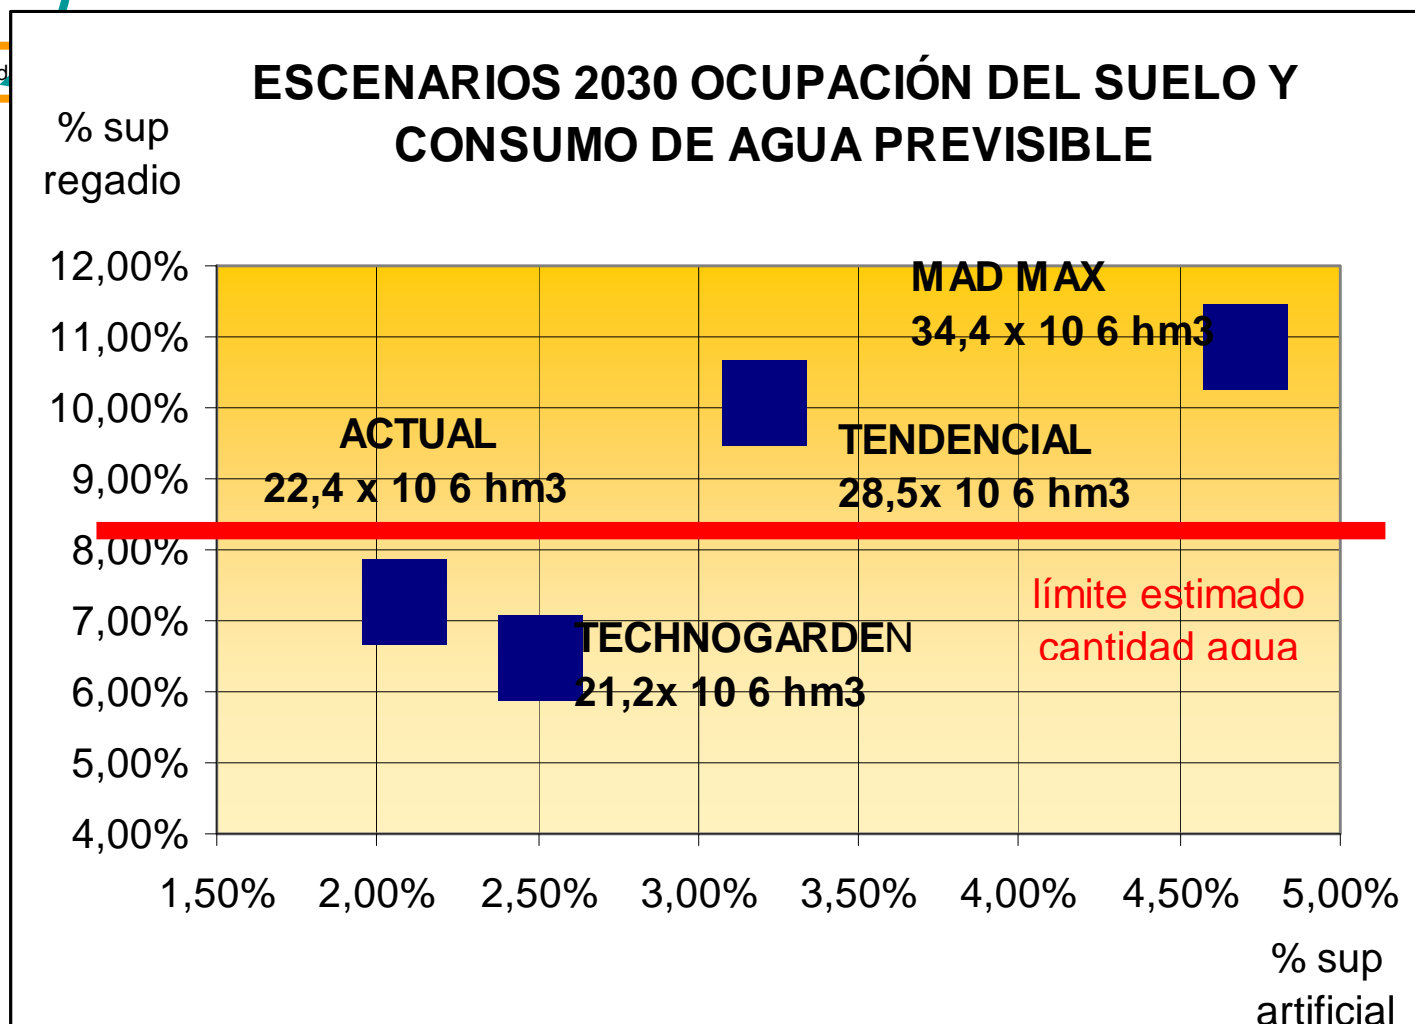 ESCENARIOS 2030 OCUPACIÓN DEL SUELO Y
CONSUMO DE AGUA PREVISIBLE
% sup
regadio
12,00%
11,00%
10,00%
9,00%
8,00%
7,00%
6,00%
5,00%
4,00%
MAD MAX
34,4 x 10 6 hm3
ACTUAL
22,4 x 10 6 hm3
TENDENCIAL
28,5x 10 6 hm3
límite estimado
cantidad agua
TECHNOGARDEN
21,2x 10 6 hm3
1,50% 2,00% 2,50% 3,00% 3,50% 4,00% 4,50% 5,00%
% sup
artificial